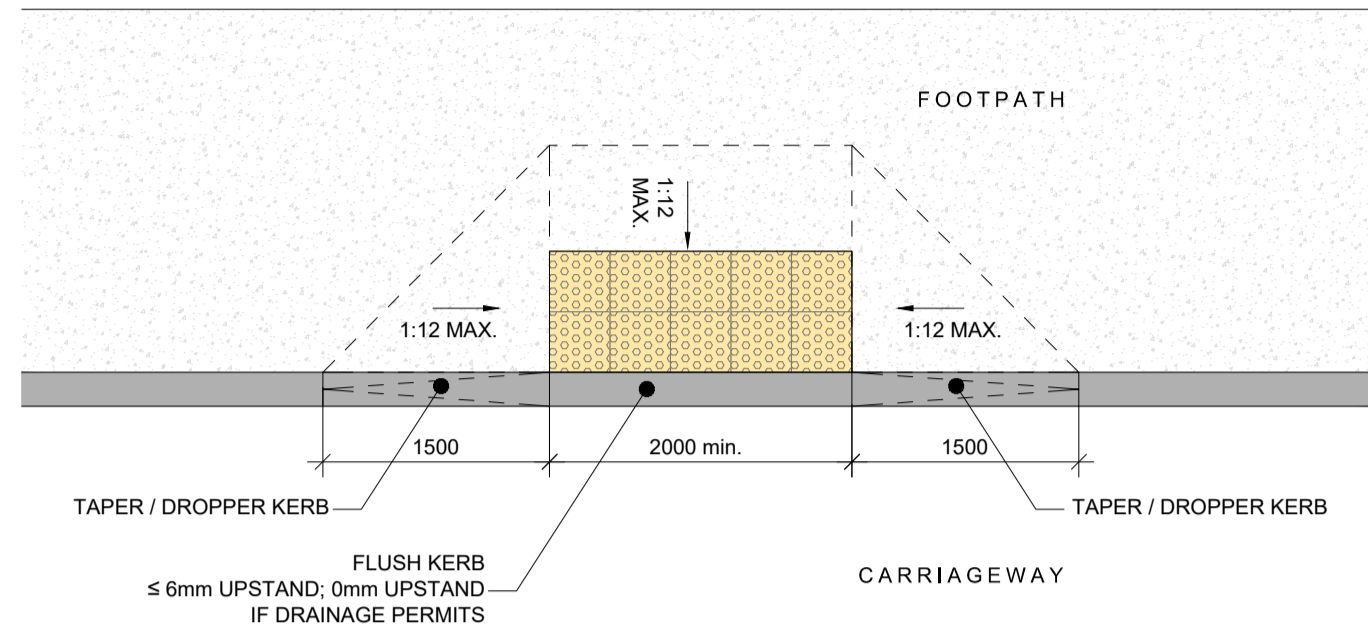 FOOTPATH
1:12
MAX.
1:12 MAX.
1:12 MAX.
1500
2000 min.
1500
TAPER / DROPPER KERB
TAPER / DROPPER KERB
FLUSH KERB
≤ 6mm UPSTAND; 0mm UPSTAND
IF DRAINAGE PERMITS
CARRIAGEWAY